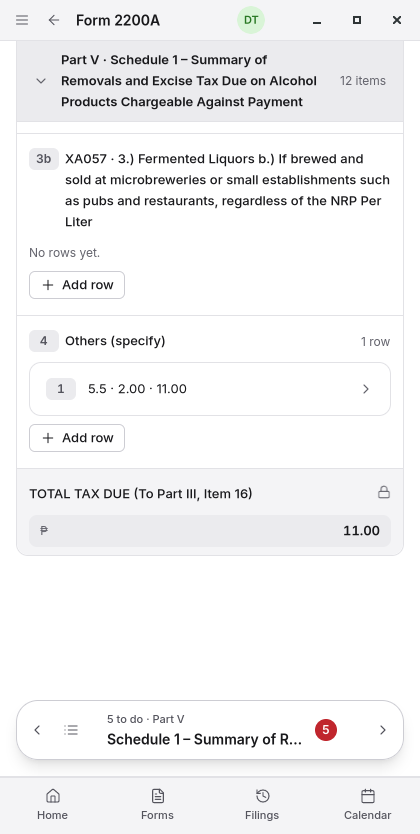 Form 2200A
DT
Part V · Schedule 1 – Summary of
Removals and Excise Tax Due on Alcohol
Products Chargeable Against Payment
12 items
3b
XA057 · 3.) Fermented Liquors b.) If brewed and
sold at microbreweries or small establishments such
as pubs and restaurants, regardless of the NRP Per
Liter
No rows yet.
Add row
4
Others (specify)
1 row
1
5.5 · 2.00 · 11.00
Add row
TOTAL TAX DUE (To Part III, Item 16)
₱
11.00
5 to do · Part V
Schedule 1 – Summary of R...
5
Home
Forms
Filings
Calendar